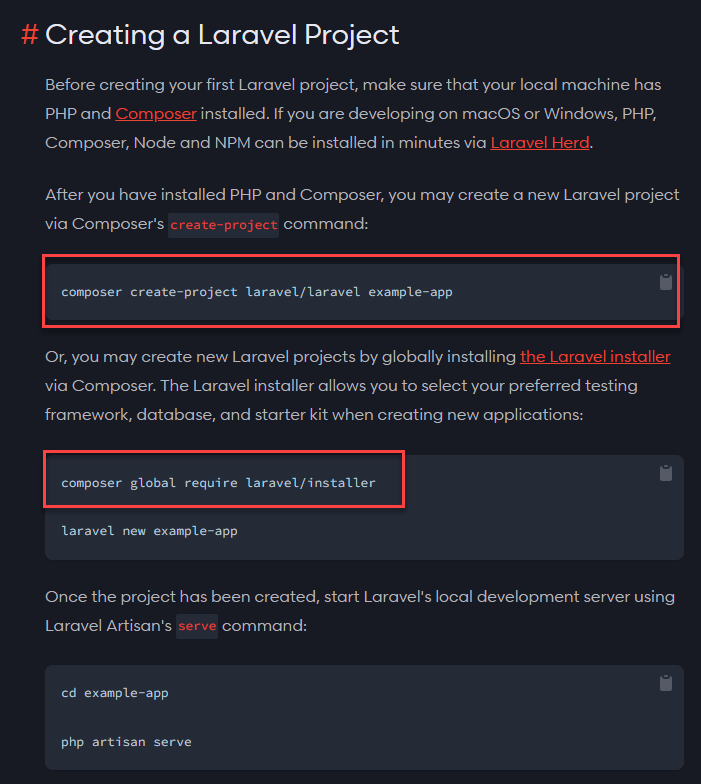 # Creating a Laravel Project
Before creating your first Laravel project, make sure that your local machine has
PHP and Composer installed. If you are developing on macOS or Windows, PHP,
Composer, Node and NPM can be installed in minutes via Laravel Herd.
After you have installed PHP and Composer, you may create a new Laravel project
via Composer's create-project command:
composer create-project laravel/laravel example-app
Or, you may create new Laravel projects by globally installing the Laravel installer
via Composer. The Laravel installer allows you to select your preferred testing
framework, database, and starter kit when creating new applications:
composer global require laravel/installer
laravel new example-app
Once the project has been created, start Laravel's local development server using
Laravel Artisan's serve command:
cd example-app
php artisan serve